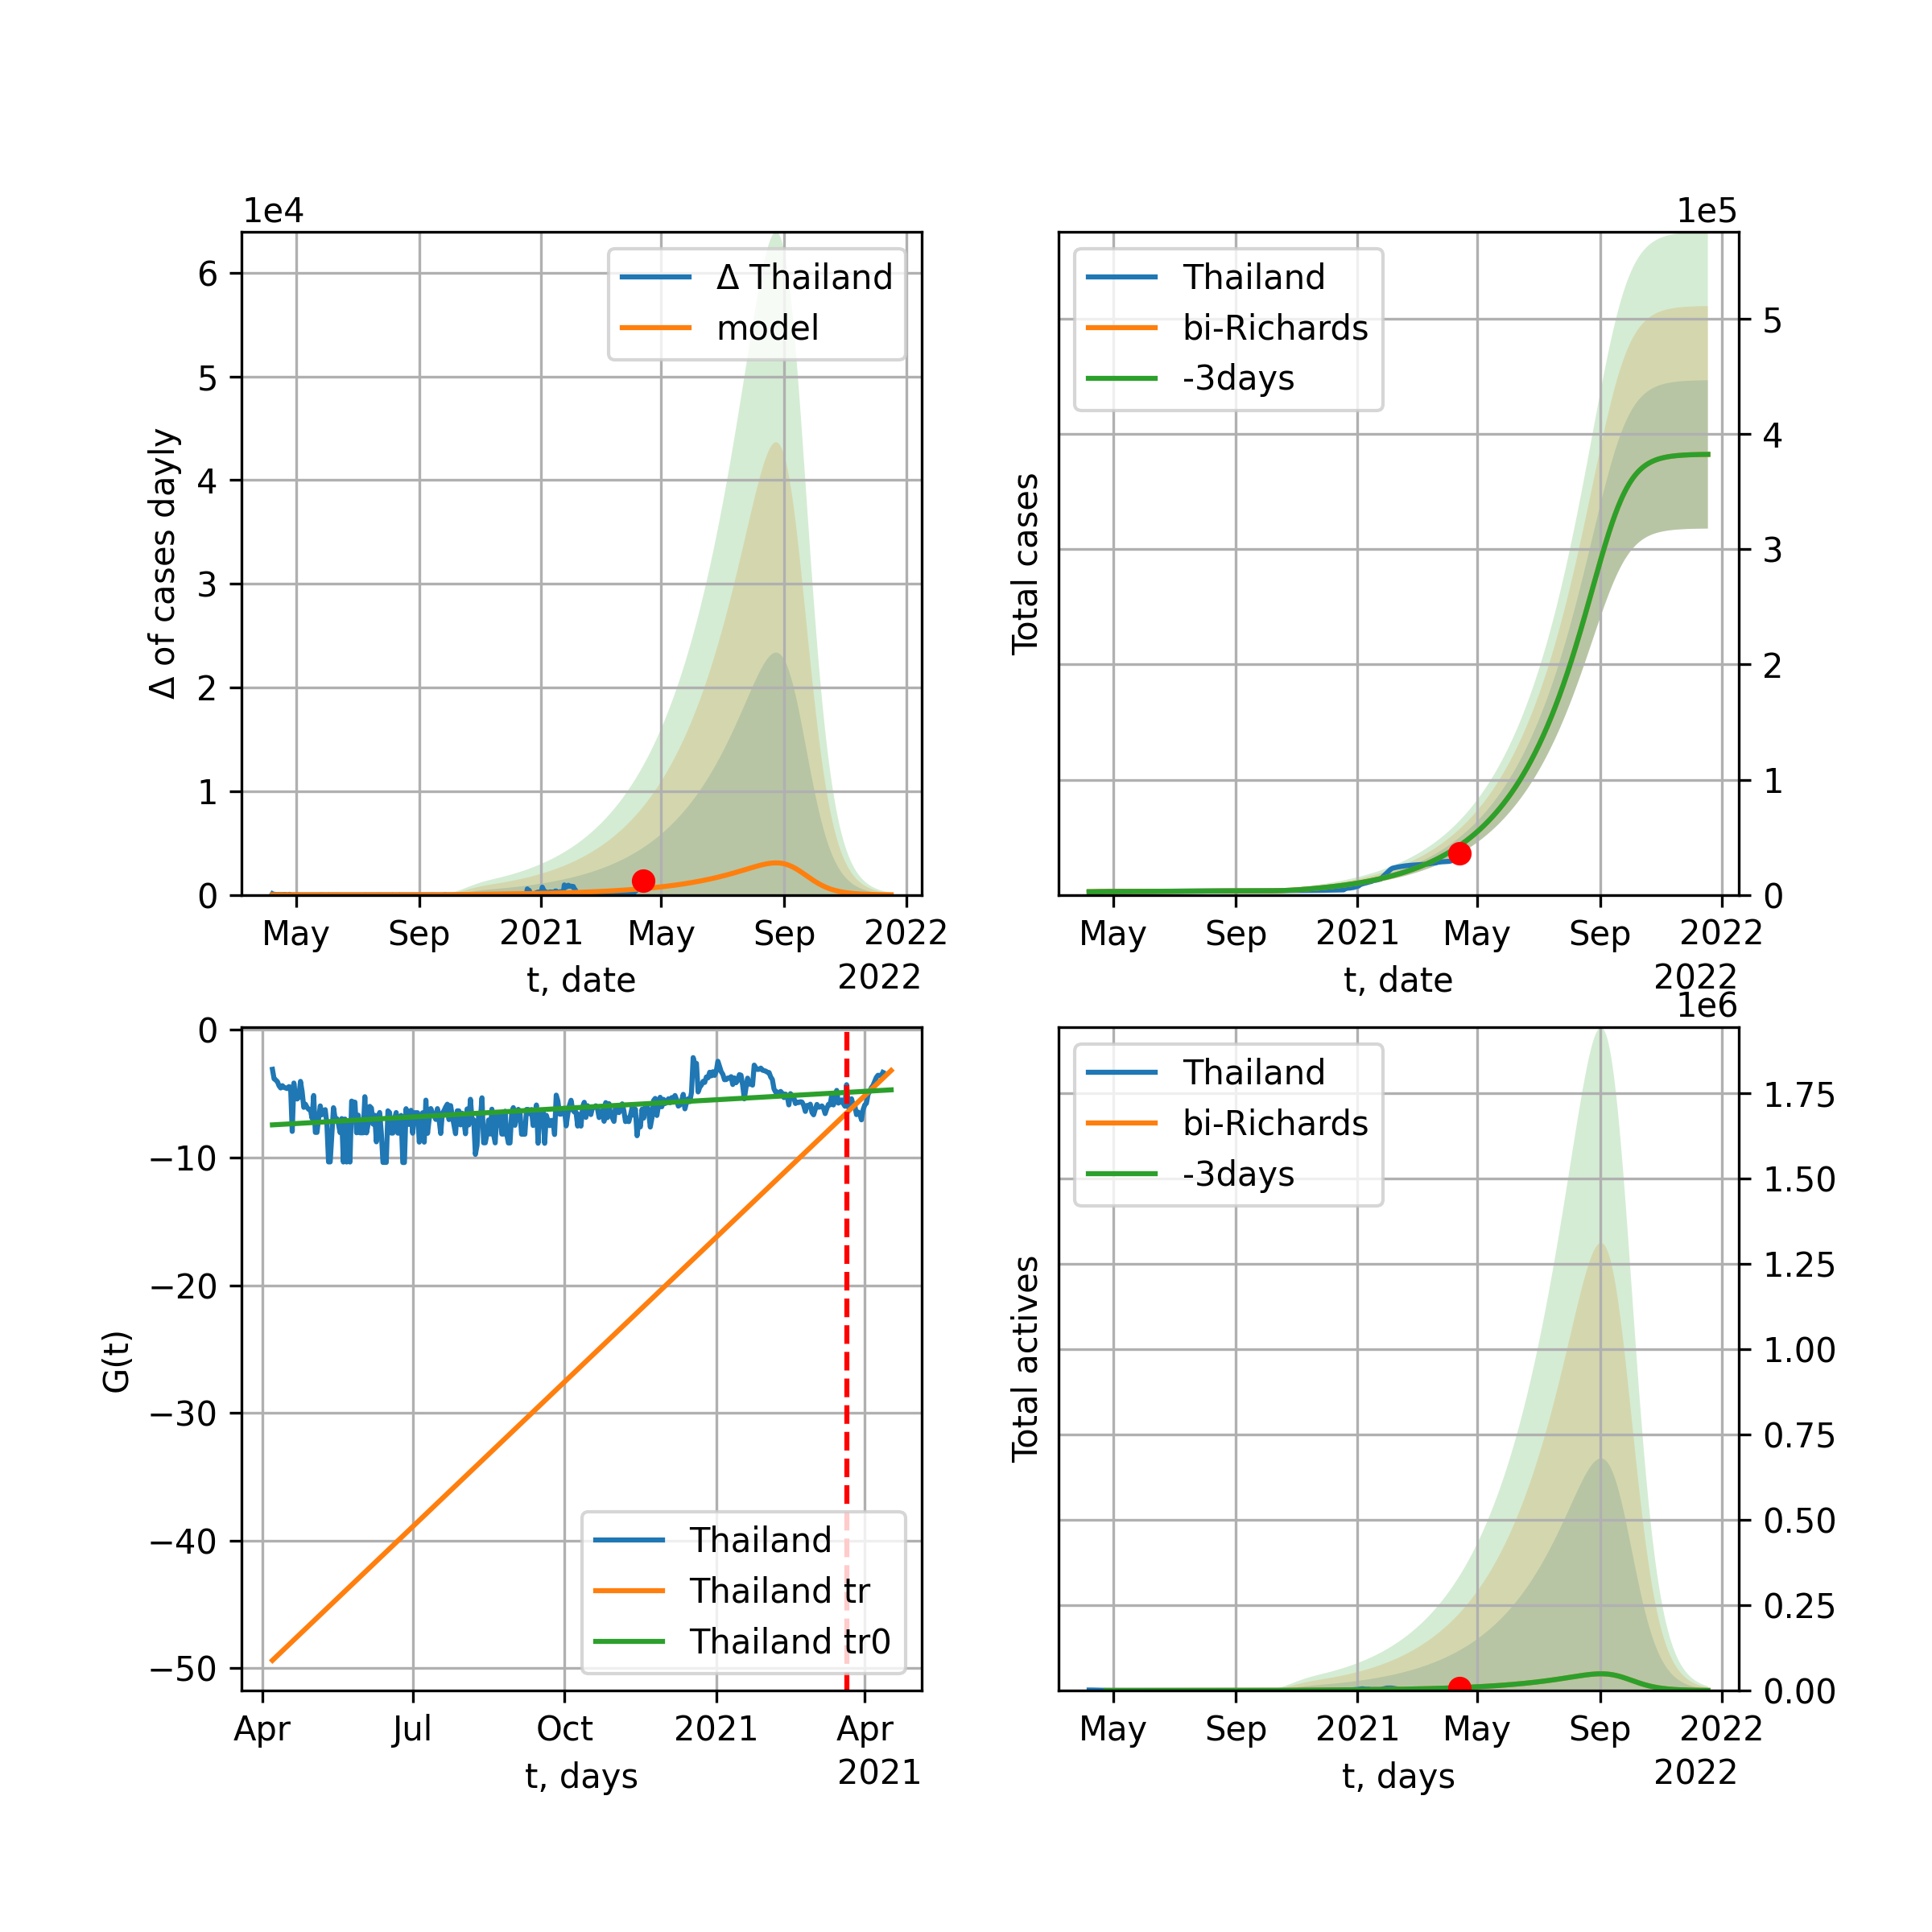 1e4
Δ of cases dayly
6
5
4
3
2
1
0
Δ Thailand
model
May Sep 2021 May Sep 2022
t, date
2022
1e5
Total cases
Thailand
bi-Richards
-3days
5
4
3
2
1
0
May Sep 2021 May Sep 2022
t, date
2022
G(t)
0
−10
−20
−30
−40
−50
Thailand
Thailand tr
Thailand tr0
Apr Jul Oct 2021 Apr
t, days
2021
1e6
Total actives
Thailand
bi-Richards
-3days
1.75
1.50
1.25
1.00
0.75
0.50
0.25
0.00
May Sep 2021 May Sep 2022
t, days
2022